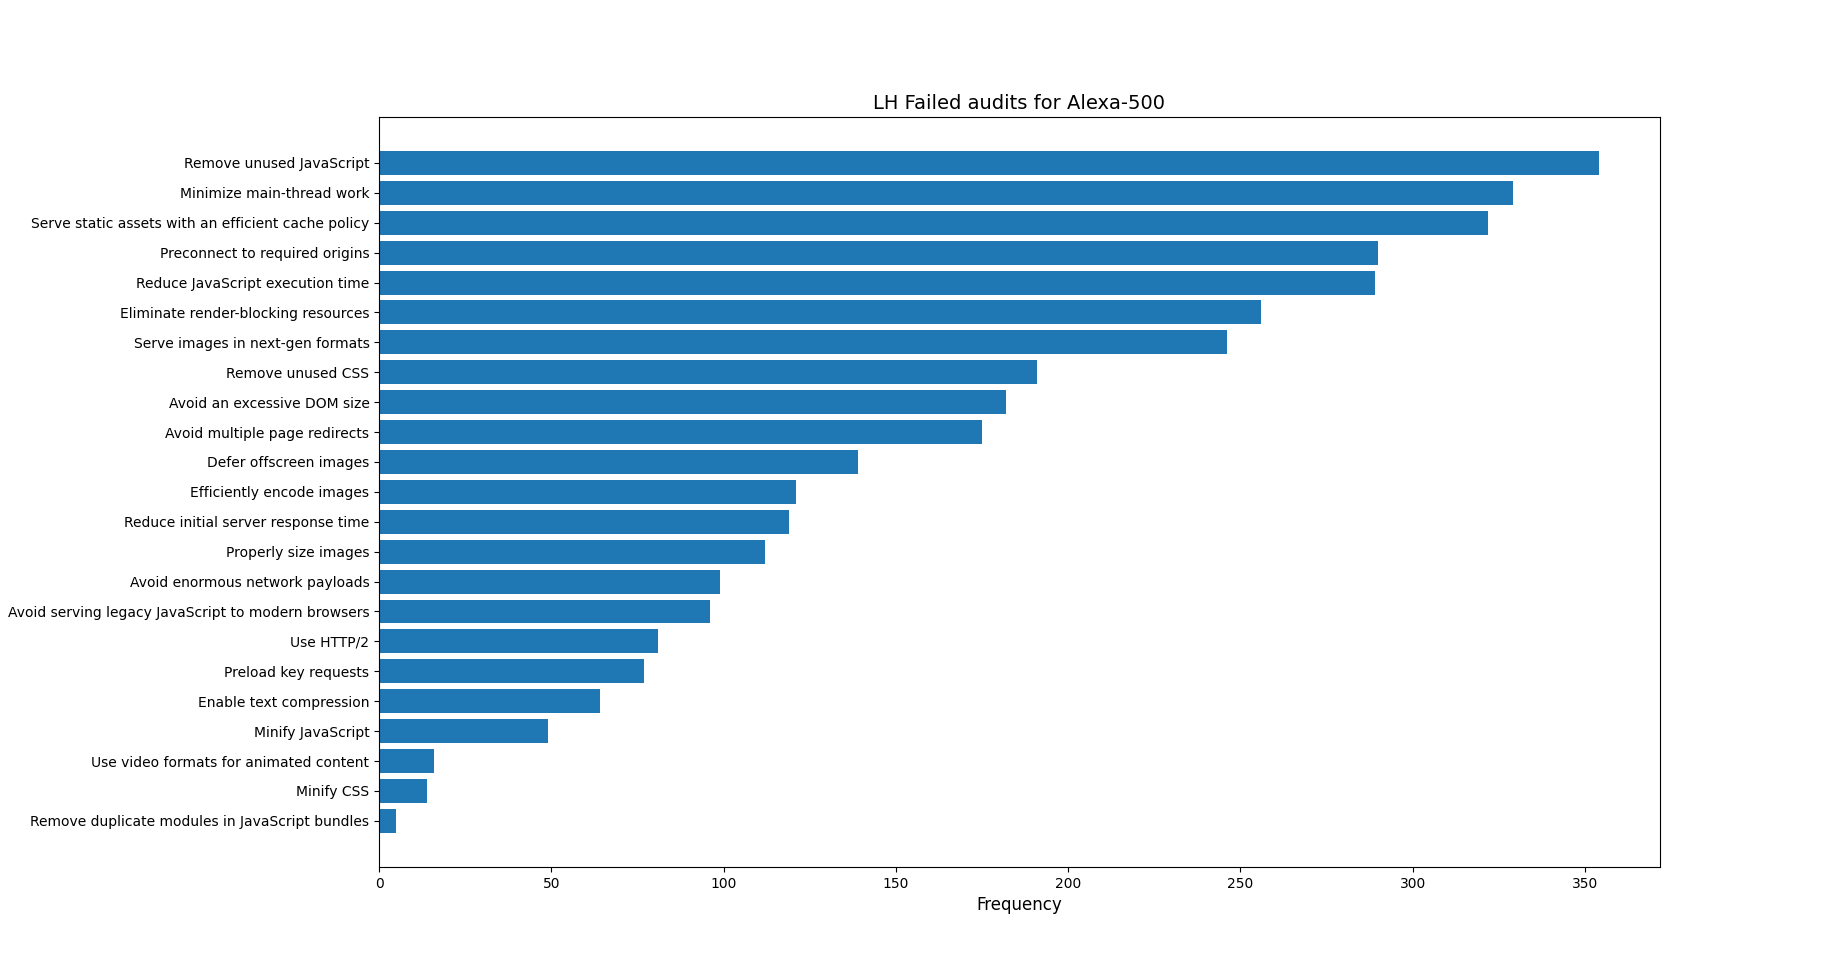 LH Failed audits for Alexa-500
Remove unused JavaScript
Minimize main-thread work
Serve static assets with an efficient cache policy
Preconnect to required origins
Reduce JavaScript execution time
Eliminate render-blocking resources
Serve images in next-gen formats
Remove unused CSS
Avoid an excessive DOM size
Avoid multiple page redirects
Defer offscreen images
Efficiently encode images
Reduce initial server response time
Properly size images
Avoid enormous network payloads
Avoid serving legacy JavaScript to modern browsers
Use HTTP/2
Preload key requests
Enable text compression
Minify JavaScript
Use video formats for animated content
Minify CSS
Remove duplicate modules in JavaScript bundles
0 50 100 150 200 250 300 350
Frequency